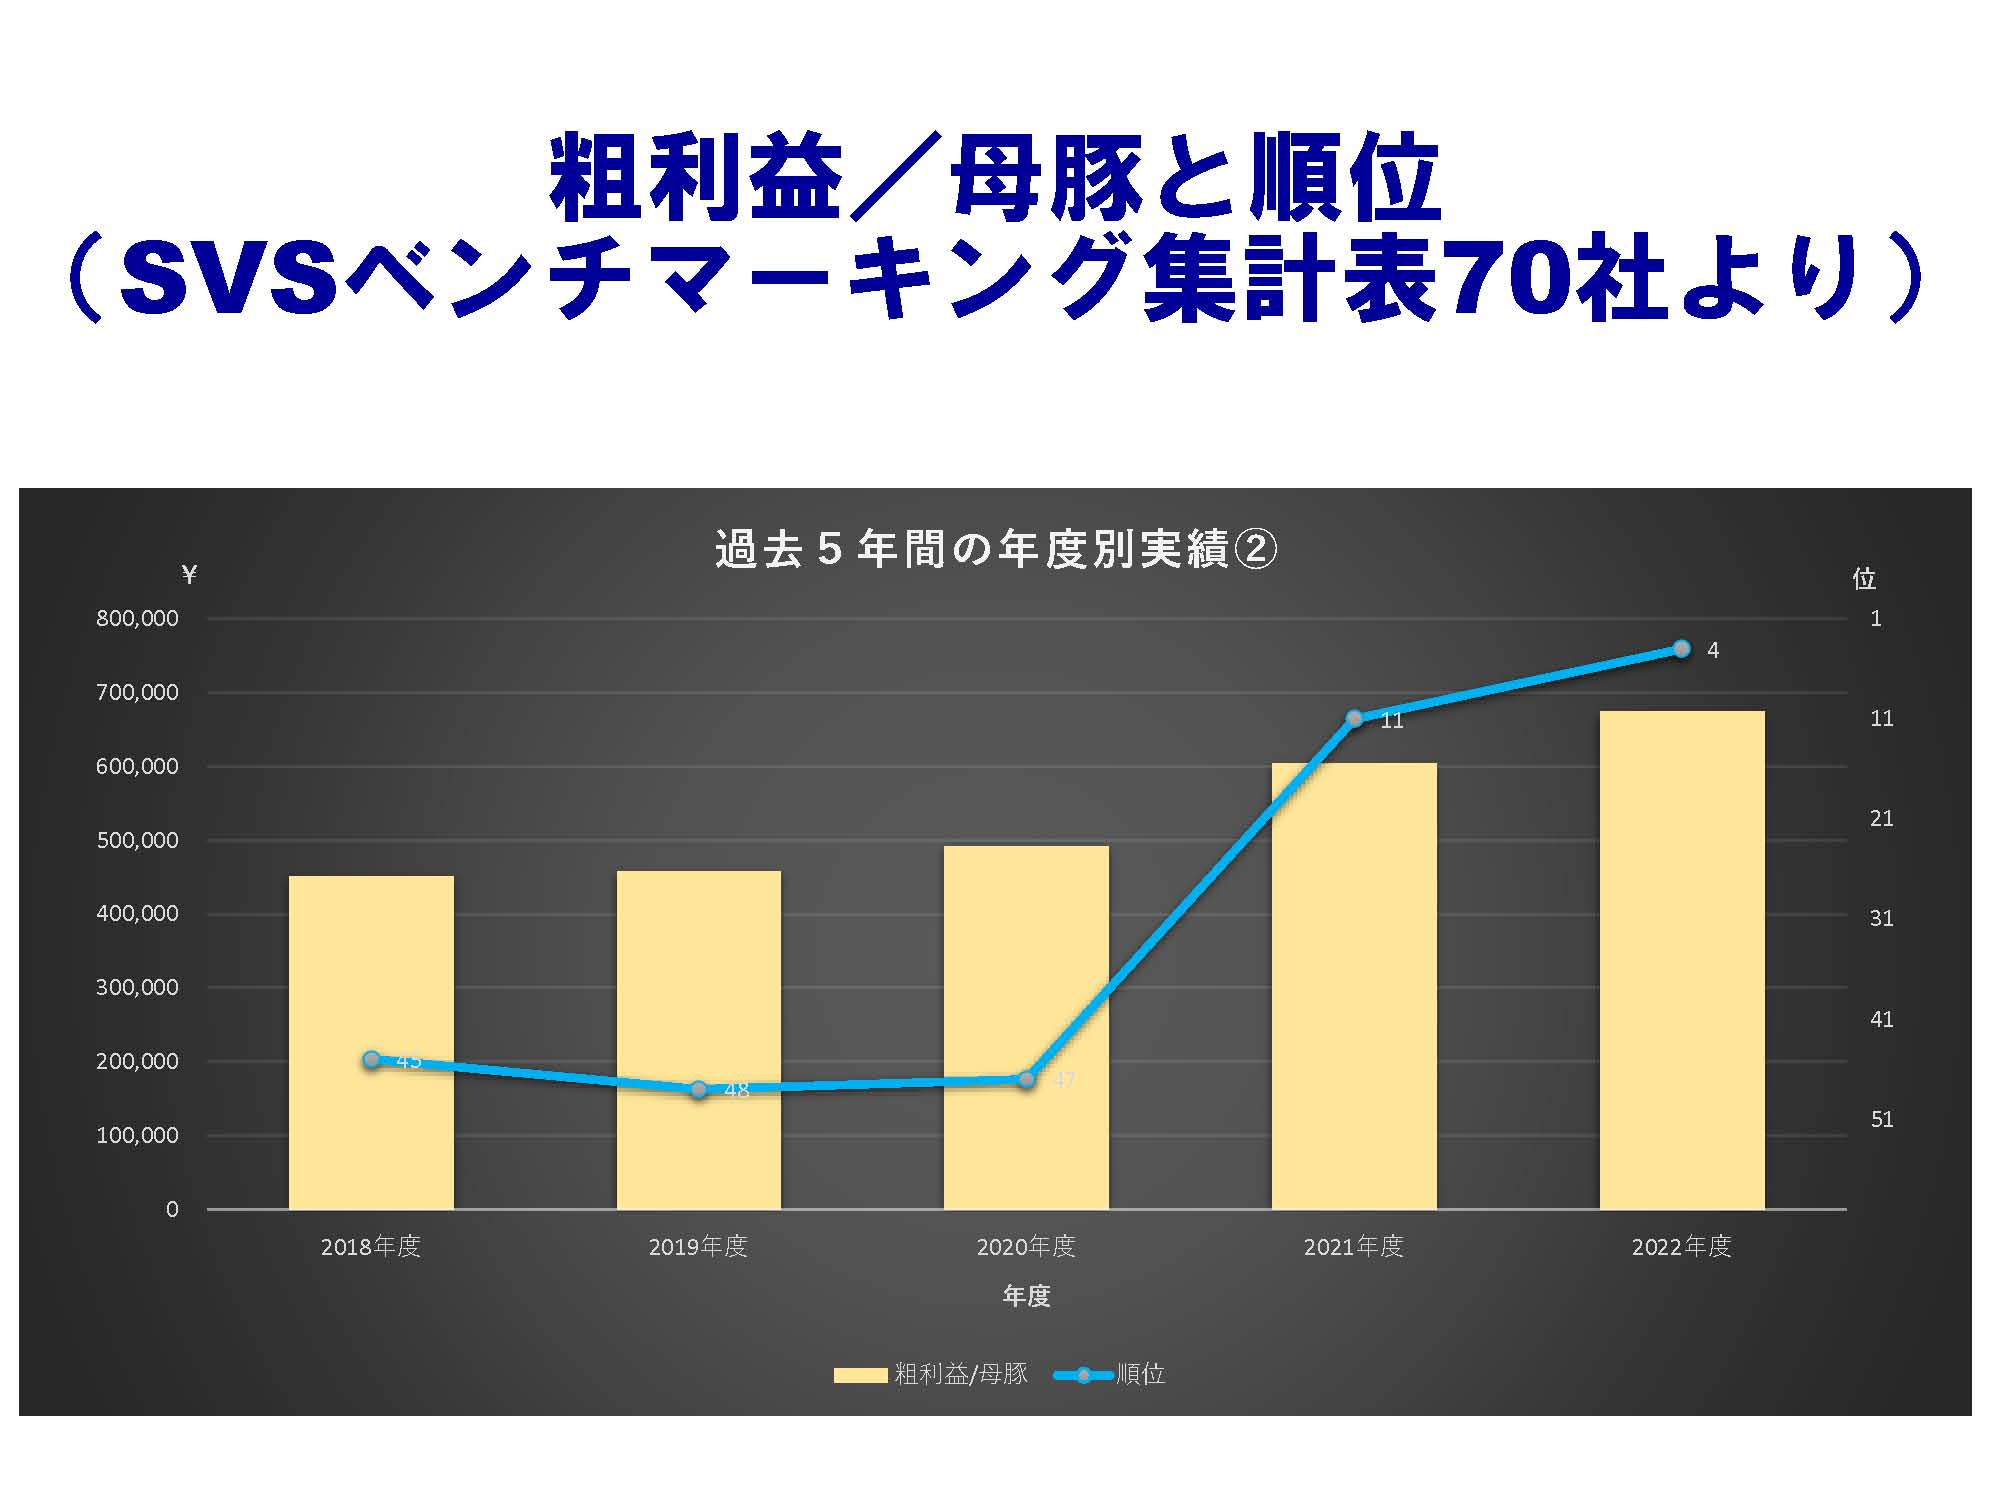 粗利益／母豚と順位
（SVSベンチマーキング集計表70社より）
過去５年間の年度別実績②
¥
位
800,000
700,000
600,000
500,000
400,000
300,000
200,000
100,000
0
1
11
21
31
41
51
45
48
47
11
4
2018年度
2019年度
2020年度
2021年度
2022年度
年度
粗利益/母豚
順位